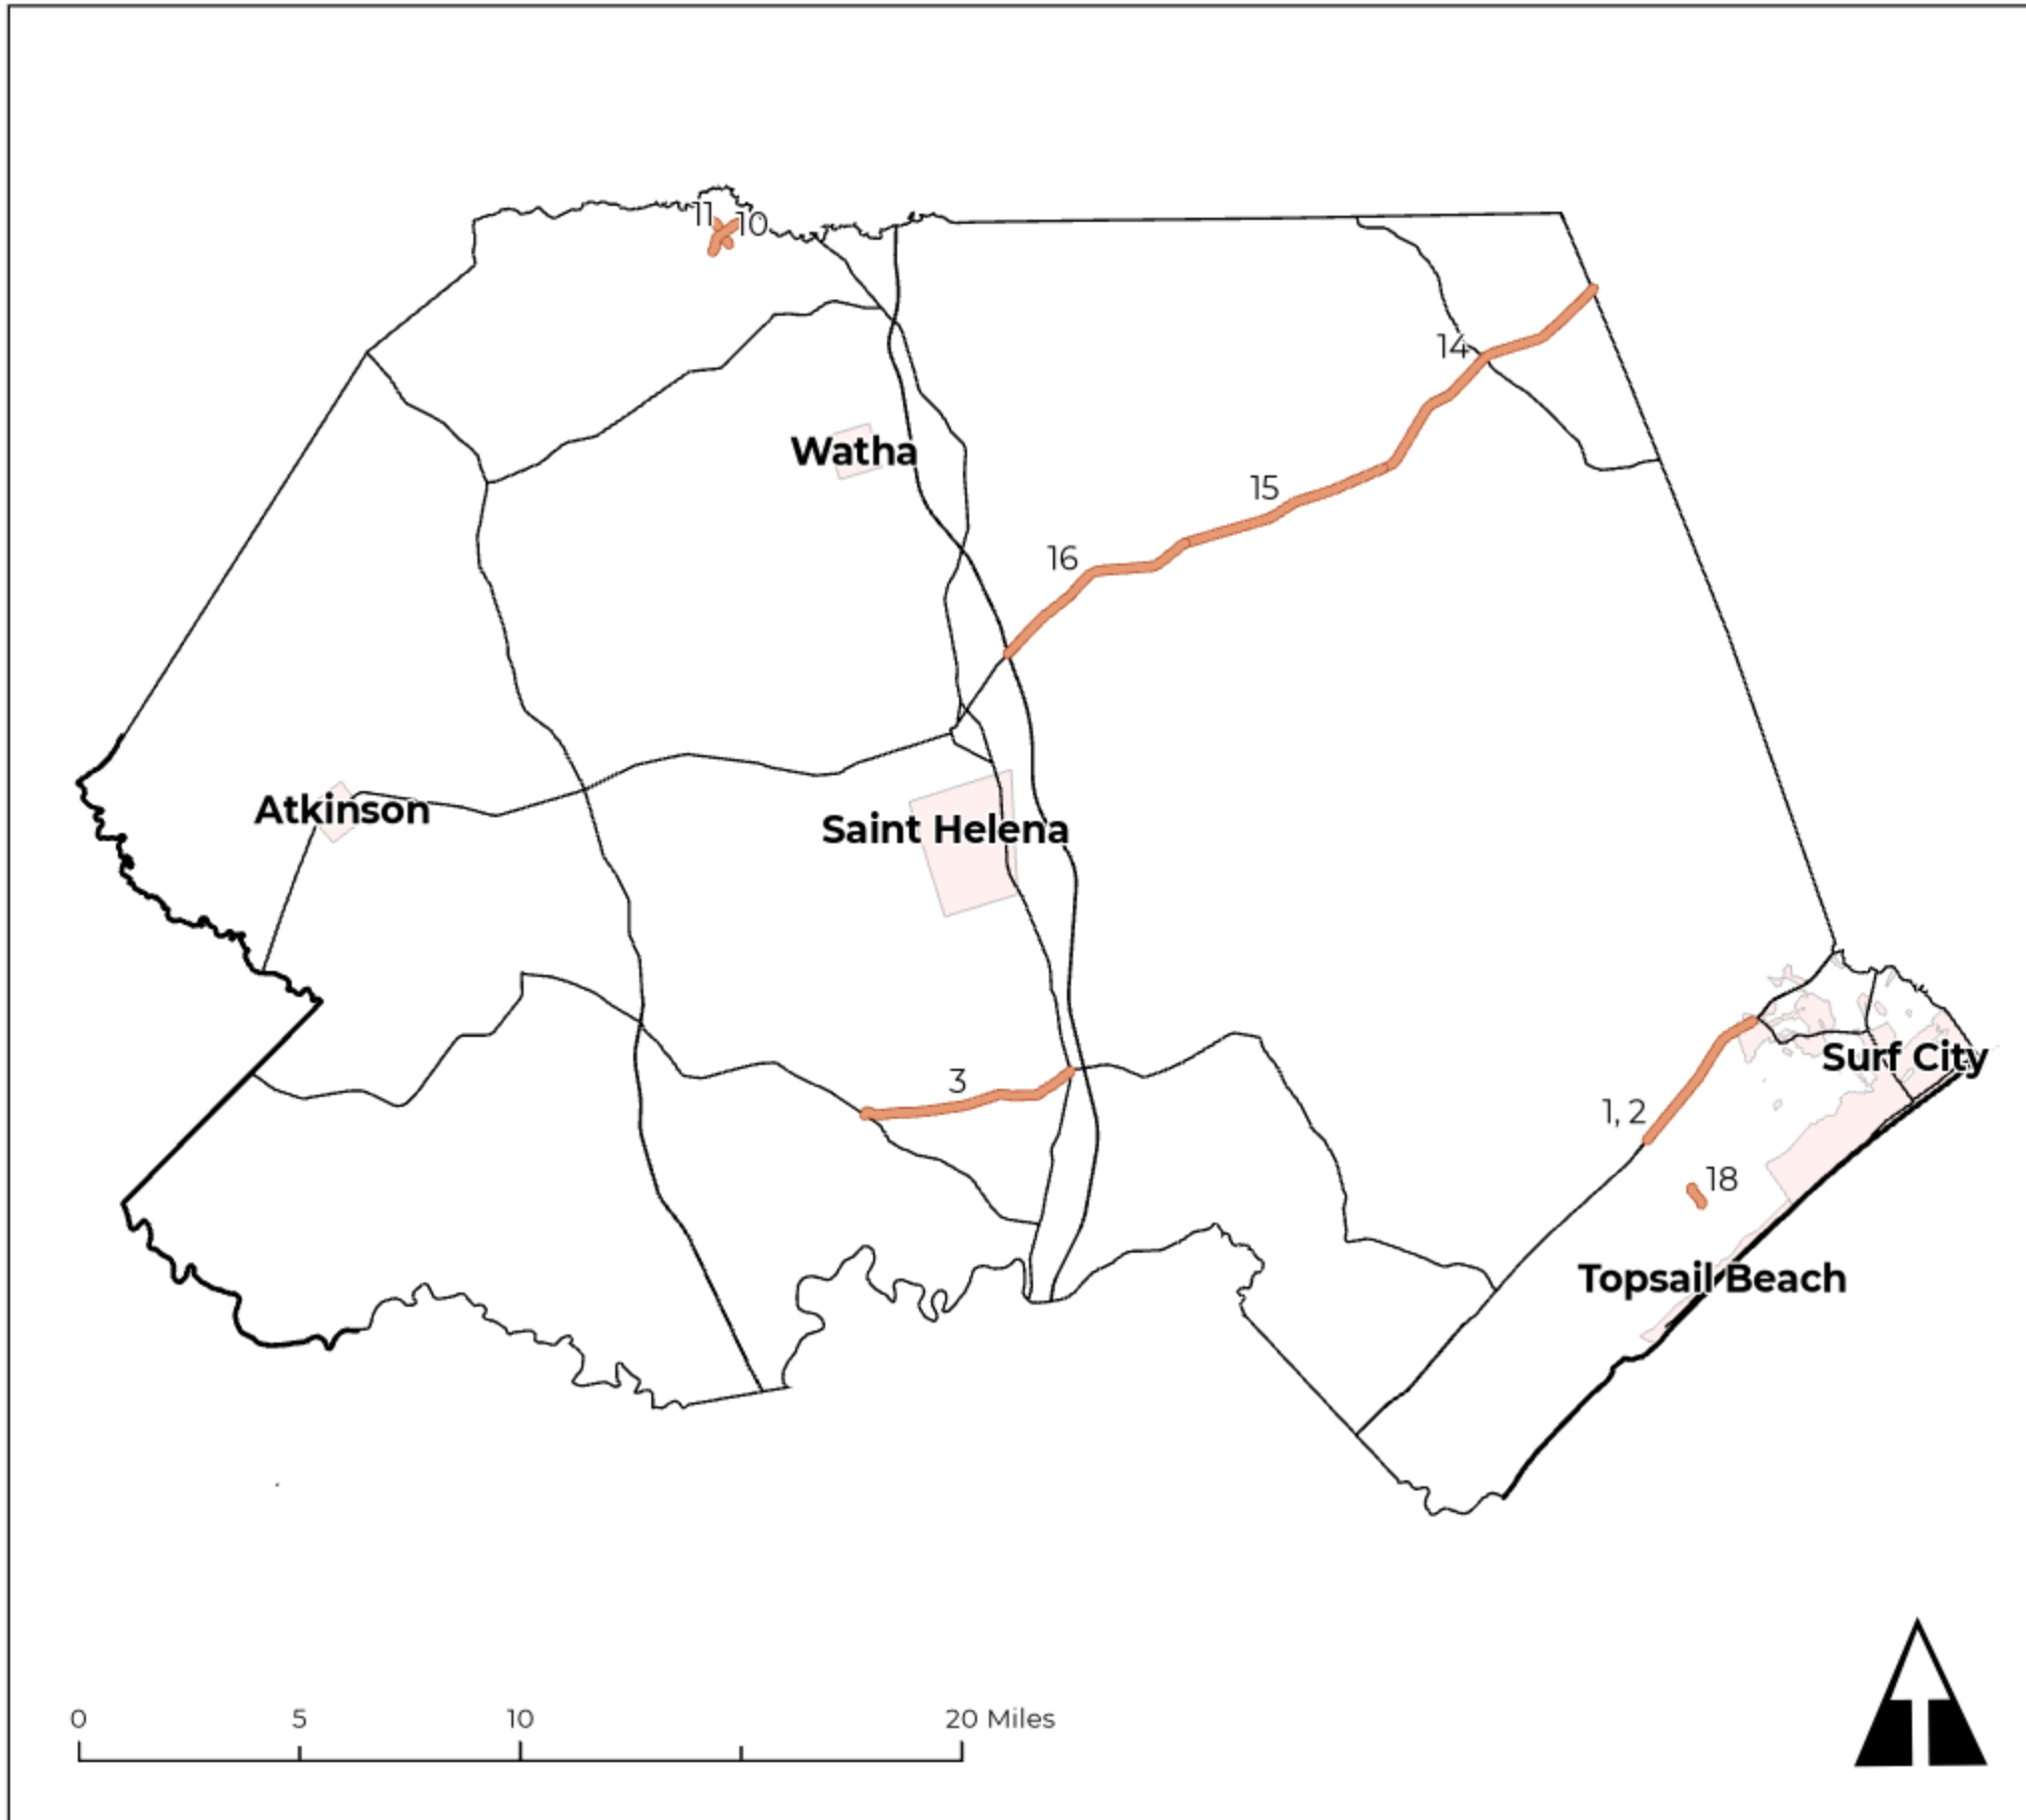 11
10
14
Watha
15
16
Atkinson
Saint Helena
3
Surf City
1, 2
18
Topsail Beach
0 5 10 20 Miles